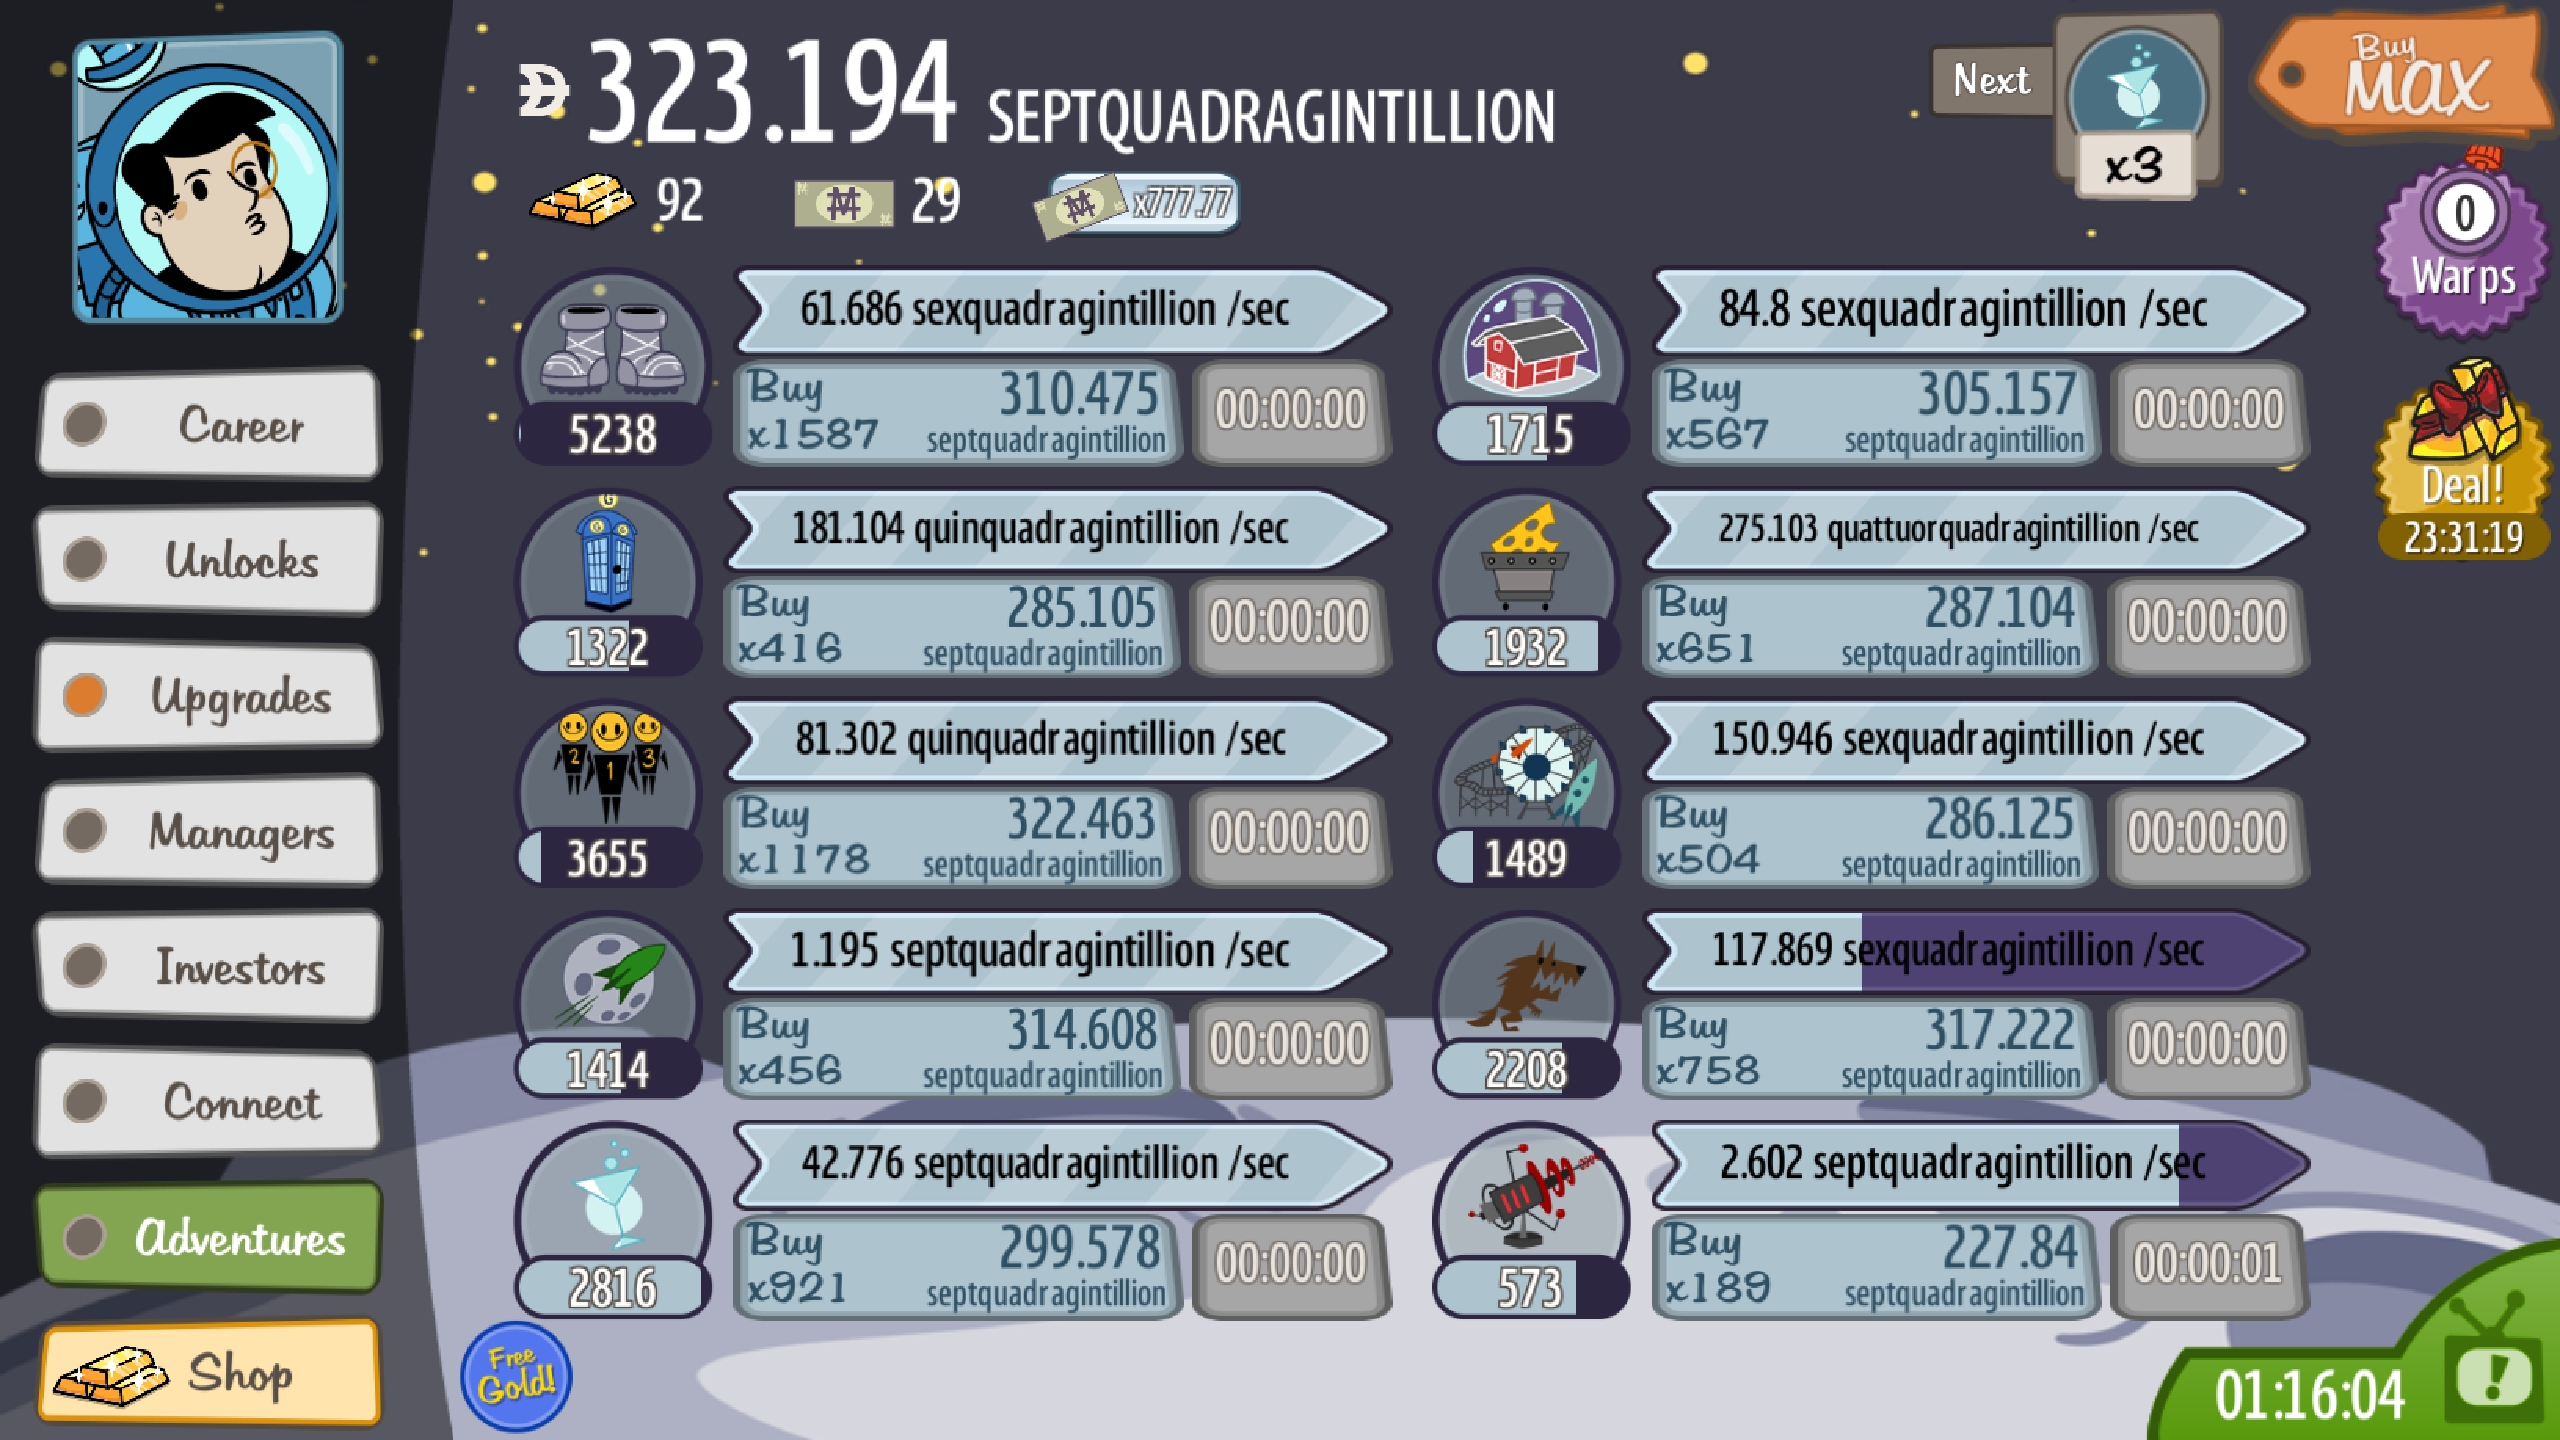 323.194 SEPTQUADRAGINTILLION
Next
x3
Buy
MAX
92
29
x777.77
0
Warps
Deal!
23:31:19
Career
Unlocks
Upgrades
Managers
Investors
Connect
Adventures
Shop
61.686 sexquadragintillion /sec
5238
Buy
x1587
310.475
septquadragintillion
00:00:00
84.8 sexquadragintillion /sec
1715
Buy
x567
305.157
septquadragintillion
00:00:00
181.104 quinquadragintillion /sec
1322
Buy
x416
285.105
septquadragintillion
00:00:00
275.103 quattuorquadragintillion /sec
1932
Buy
x651
287.104
septquadragintillion
00:00:00
81.302 quinquadragintillion /sec
2 1 3
3655
Buy
x1178
322.463
septquadragintillion
00:00:00
150.946 sexquadragintillion /sec
1489
Buy
x504
286.125
septquadragintillion
00:00:00
1.195 septquadragintillion /sec
1414
Buy
x456
314.608
septquadragintillion
00:00:00
117.869 sexquadragintillion /sec
2208
Buy
x758
317.222
septquadragintillion
00:00:00
42.776 septquadragintillion /sec
2816
Buy
x921
299.578
septquadragintillion
00:00:00
2.602 septquadragintillion /sec
573
Buy
x189
227.84
septquadragintillion
00:00:01
Free
Gold!
01:16:04
!